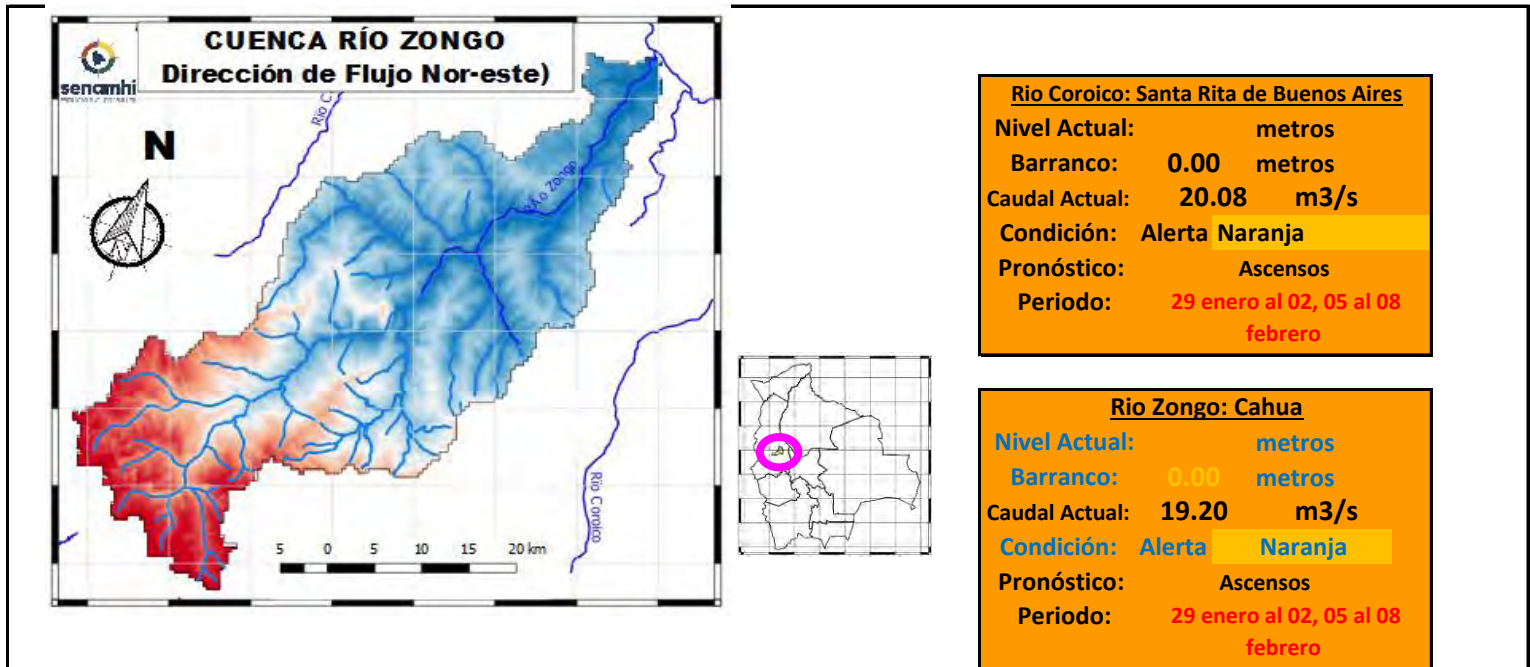 CUENCA RÍO ZONGO
Dirección de Flujo Nor-este)
senamhi
Río C
N
RÃ­o Zongo
Río Coroico
5 0 5 10 15 20 km
Rio Coroico: Santa Rita de Buenos Aires
Nivel Actual: metros
Barranco: 0.00 metros
Caudal Actual: 20.08 m3/s
Condición: Alerta Naranja
Pronóstico: Ascensos
Periodo: 29 enero al 02, 05 al 08
febrero
Rio Zongo: Cahua
Nivel Actual: metros
Barranco: 0.00 metros
Caudal Actual: 19.20 m3/s
Condición: Alerta Naranja
Pronóstico: Ascensos
Periodo: 29 enero al 02, 05 al 08
febrero